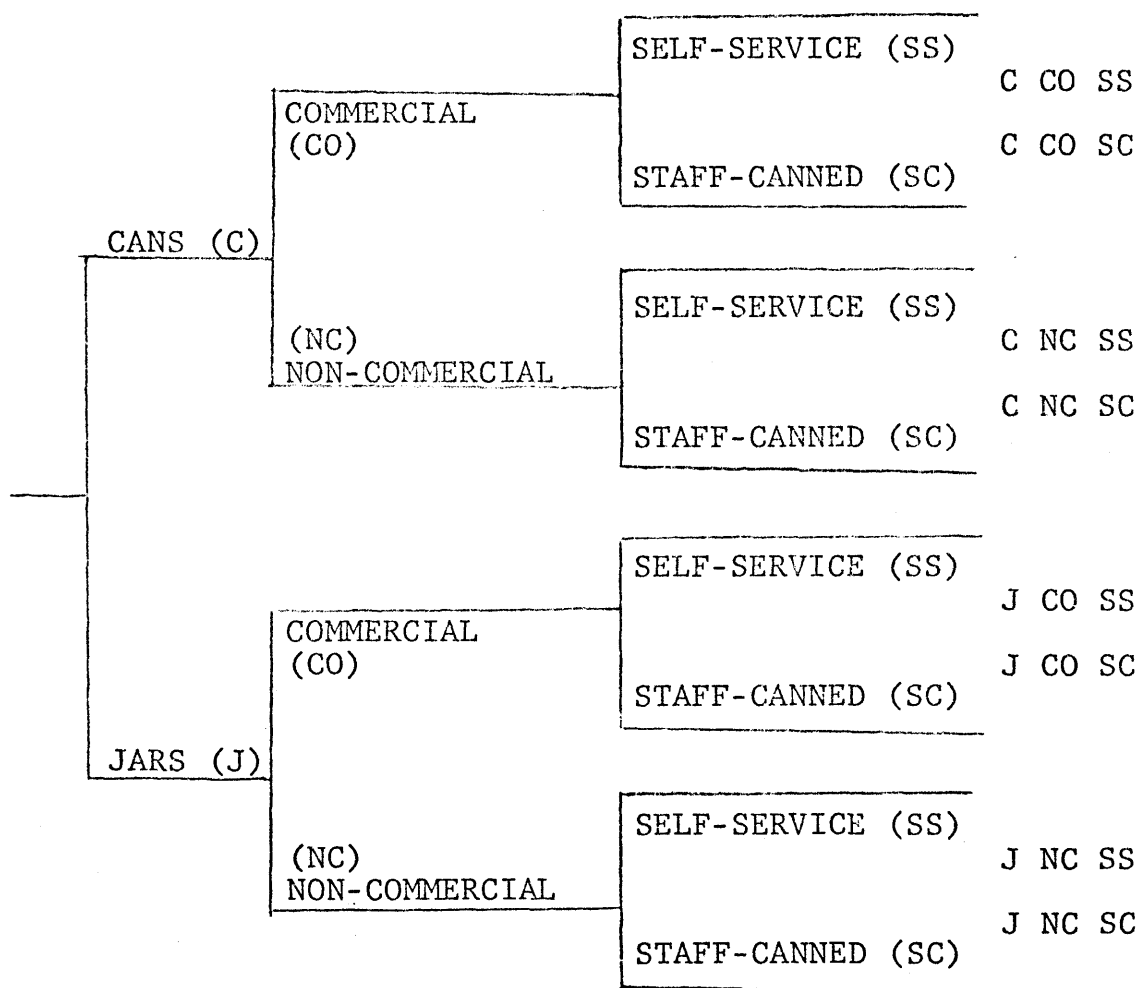 SELF-SERVICE (SS)
C CO SS
COMMERCIAL
(CO)
C CO SC
STAFF-CANNED (SC)
CANS (C)
SELF-SERVICE (SS)
(NC)
C NC SS
NON-COMMERCIAL
C NC SC
STAFF-CANNED (SC)
SELF-SERVICE (SS)
J CO SS
COMMERCIAL
(CO)
J CO SC
STAFF-CANNED (SC)
JARS (J)
SELF-SERVICE (SS)
(NC)
J NC SS
NON-COMMERCIAL
J NC SC
STAFF-CANNED (SC)